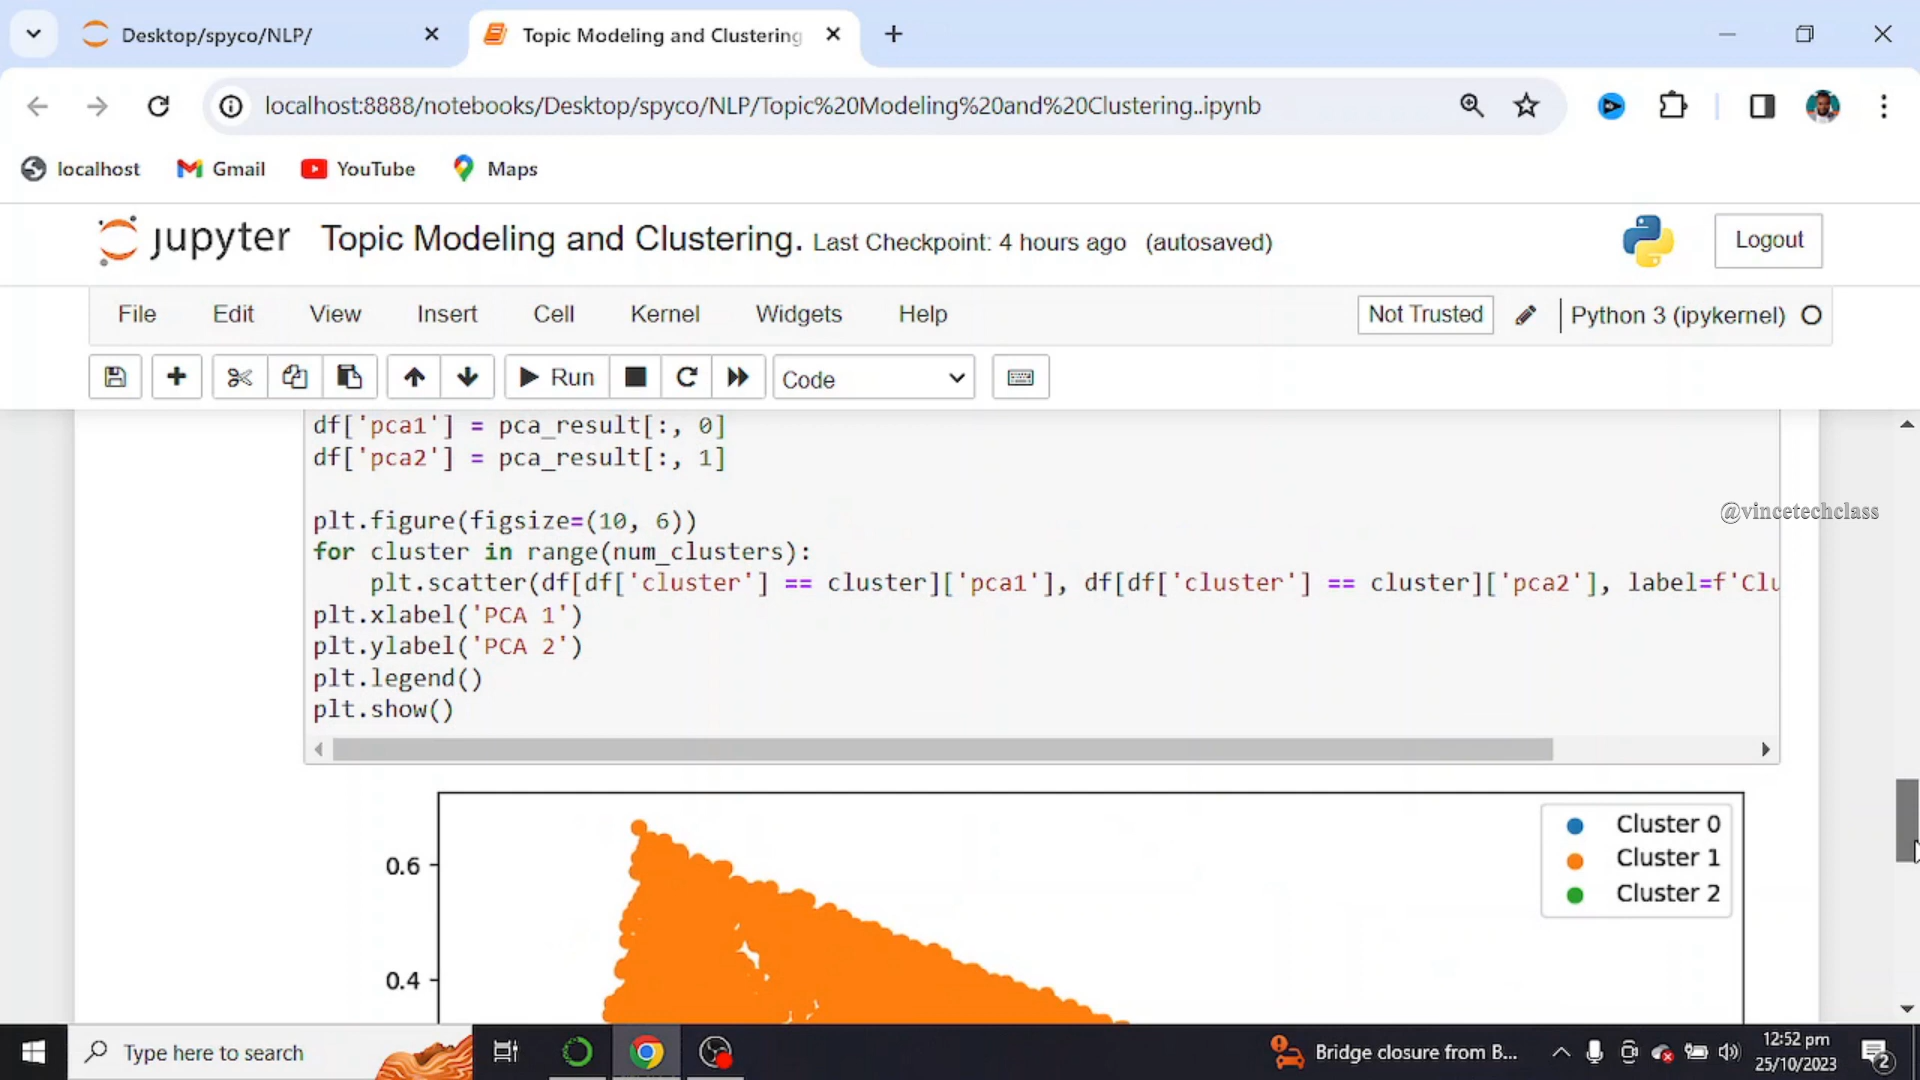 Desktop/spyco/NLP/
Topic Modeling and Clustering
localhost:8888/notebooks/Desktop/spyco/NLP/Topic%20Modeling%20and%20Clustering..ipynb
localhost
Gmail
YouTube
Maps
jupyter Topic Modeling and Clustering. Last Checkpoint: 4 hours ago (autosaved)
Logout
File Edit View Insert Cell Kernel Widgets Help
Not Trusted
Python 3 (ipykernel)
Run
Code
df['pca1'] = pca_result[:, 0]
df['pca2'] = pca_result[:, 1]
@vincetechclass
plt.figure(figsize=(10, 6))
for cluster in range(num_clusters):
    plt.scatter(df[df['cluster'] == cluster]['pca1'], df[df['cluster'] == cluster]['pca2'], label=f'Clu
plt.xlabel('PCA 1')
plt.ylabel('PCA 2')
plt.legend()
plt.show()
Cluster 0
Cluster 1
Cluster 2
0.6
0.4
Type here to search
Bridge closure from B...
12:52 pm
25/10/2023
2